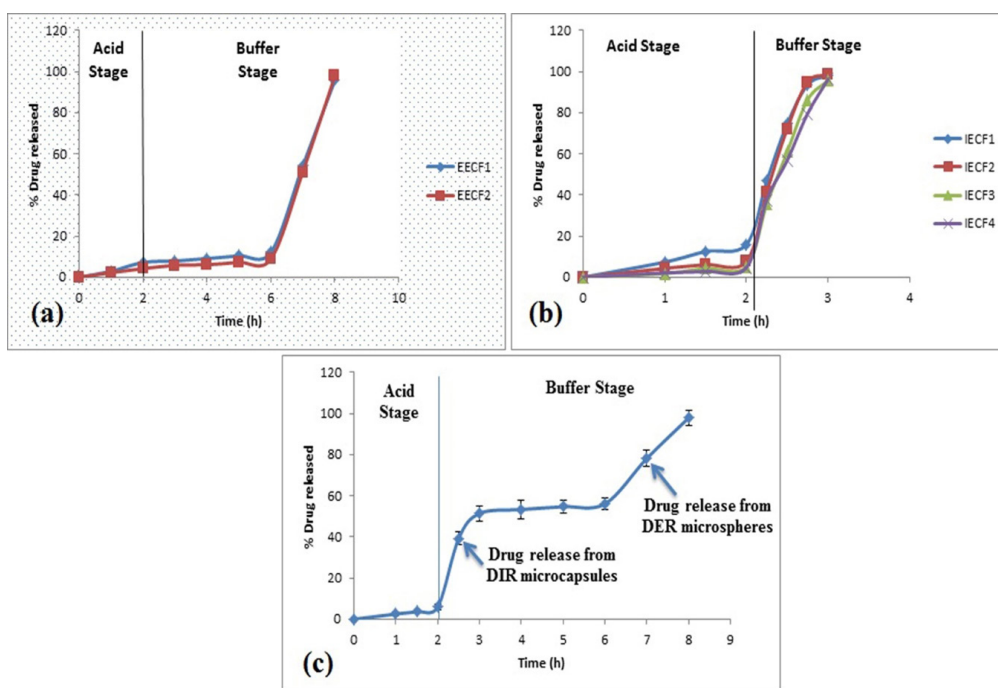 120
100
80
60
40
20
0
% Drug released
Acid
Stage
Buffer
Stage
0 2 4 6 8 10
Time (h)
EECF1
EECF2
(a)
120
100
80
60
40
20
0
% Drug released
Acid Stage
Buffer Stage
0 1 2 3 4
Time (h)
IECF1
IECF2
IECF3
IECF4
(b)
120
100
80
60
40
20
0
% Drug released
Acid
Stage
Buffer Stage
Drug release from
DIR microcapsules
Drug release from
DER microspheres
0 1 2 3 4 5 6 7 8 9
Time (h)
(c)